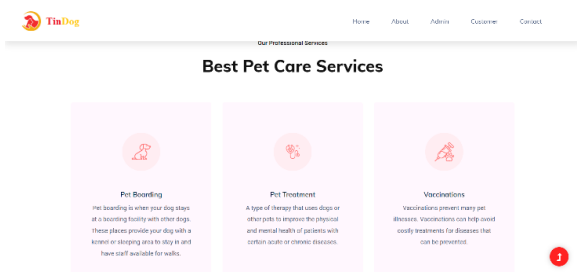 TinDog
Home About Admin Customer Contact
Our Professional Services
Best Pet Care Services
Pet Boarding
Pet boarding is when your dog stays
at a boarding facility with other dogs.
These places provide your dog with a
kennel or sleeping area to stay in and
have staff available for walks.
Pet Treatment
A type of therapy that uses dogs or
other pets to improve the physical
and mental health of patients with
certain acute or chronic diseases.
Vaccinations
Vaccinations prevent many pet
illnesses. Vaccinations can help avoid
costly treatments for diseases that
can be prevented.